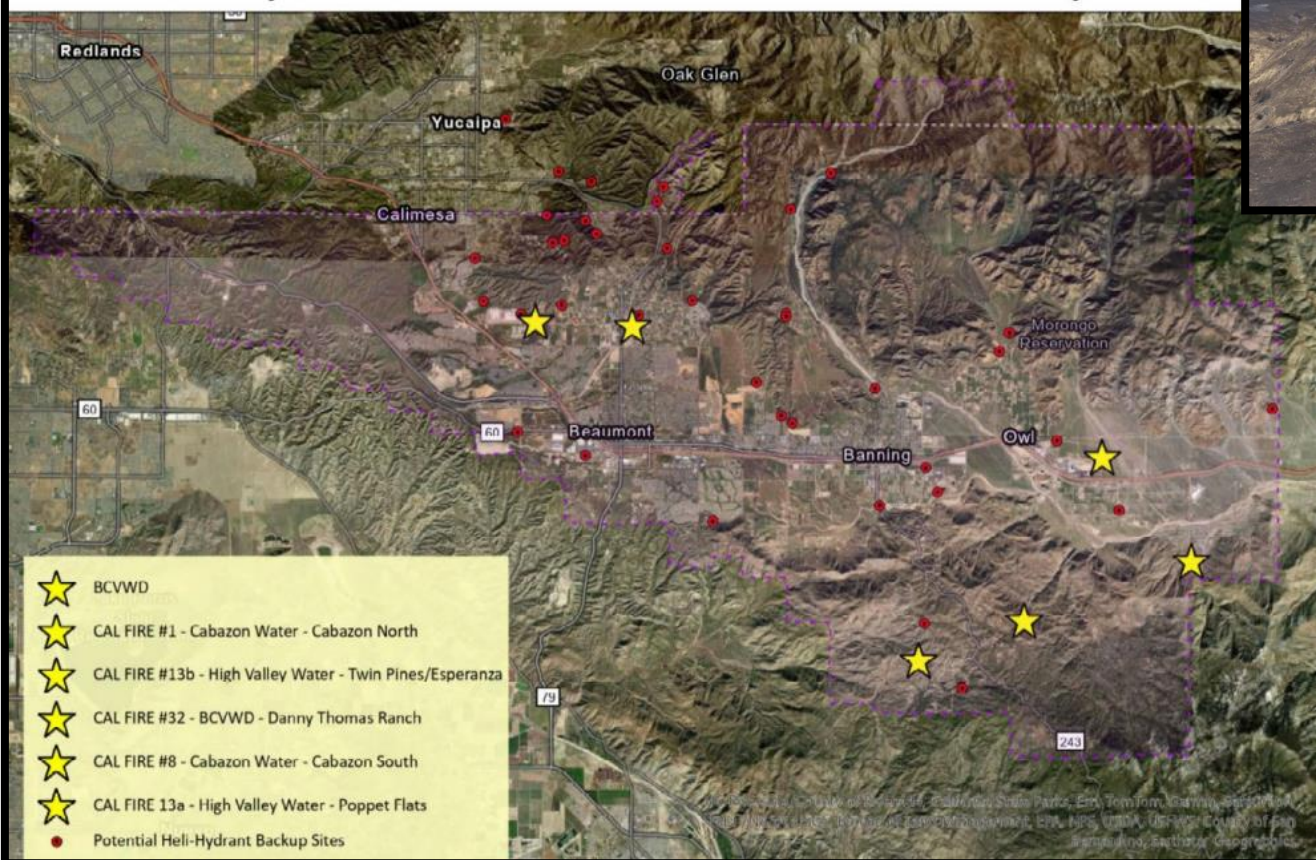 Redlands
Oak Glen
Yucaipa
Calimesa
Morongo
Reservation
60
60
Beaumont
Banning
Owl
BCVWD
CAL FIRE #1 - Cabazon Water - Cabazon North
CAL FIRE #13b - High Valley Water - Twin Pines/Esperanza
CAL FIRE #32 - BCVWD - Danny Thomas Ranch
CAL FIRE #8 - Cabazon Water - Cabazon South
CAL FIRE 13a - High Valley Water - Poppet Flats
Potential Heli-Hydrant Backup Sites
79
243